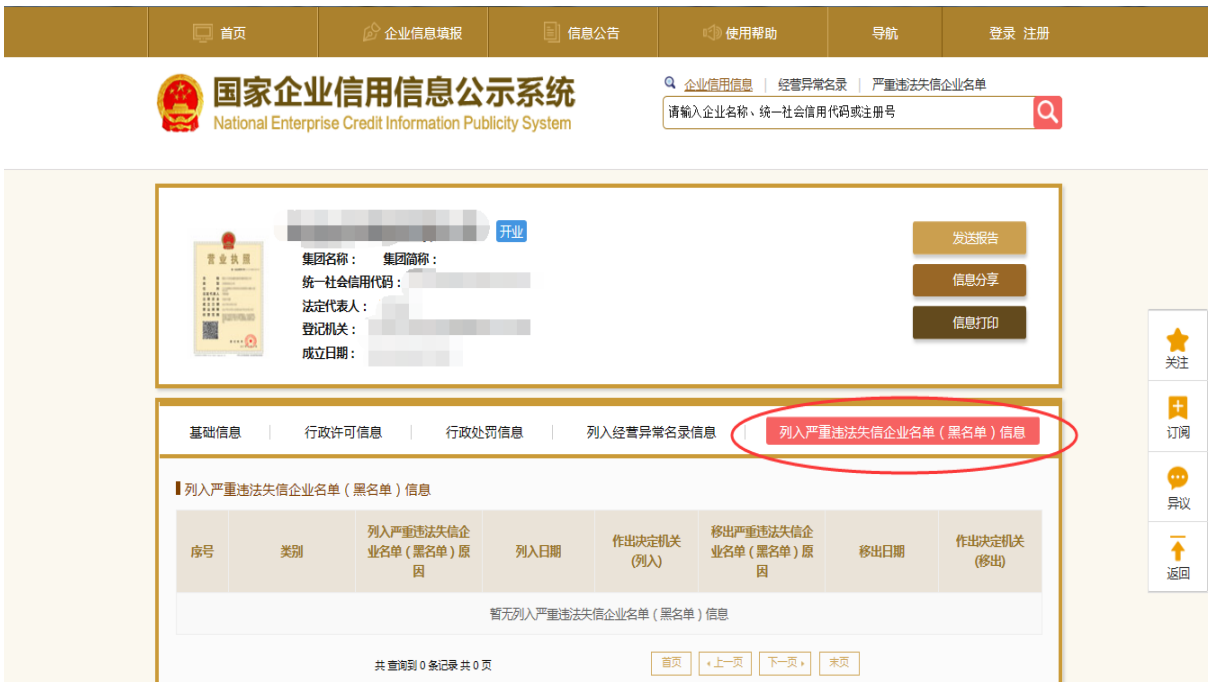 首页 企业信息填报 信息公告 使用帮助 导航 登录 注册
企业信用信息 | 经营异常名录 | 严重违法失信企业名单
国家企业信用信息公示系统
请输入企业名称、统一社会信用代码或注册号
National Enterprise Credit Information Publicity System
开业
发送报告
营业执照
集团名称： 集团简称：
统一社会信用代码：
信息分享
法定代表人：
登记机关：
信息打印
成立日期：
关注
订阅
异议
返回
基础信息 | 行政许可信息 | 行政处罚信息 | 列入经营异常名录信息 | 列入严重违法失信企业名单（黑名单）信息
列入严重违法失信企业名单（黑名单）信息
序号
类别
列入严重违法失信企
业名单（黑名单）原
因
列入日期
作出决定机关
(列入)
移出严重违法失信企
业名单（黑名单）原
因
移出日期
作出决定机关
(移出)
暂无列入严重违法失信企业名单（黑名单）信息
共 查询到 0 条记录 共 0 页
首页 上一页 下一页 末页